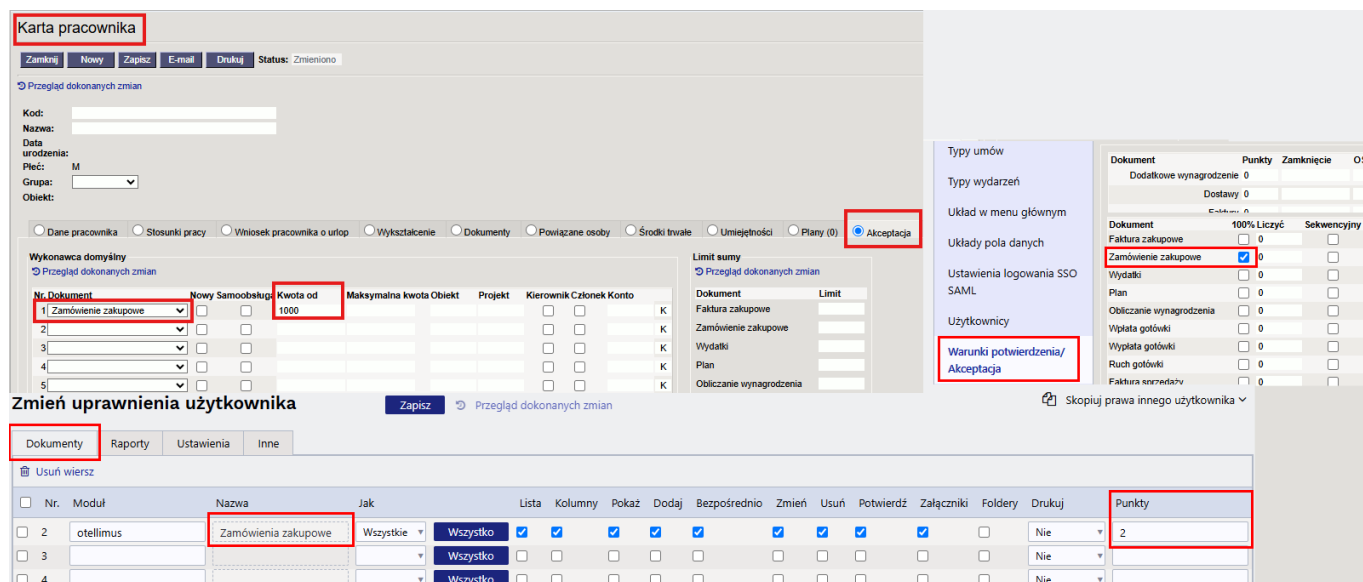 Karta pracownika
Zamknij Nowy Zapisz E-mail Drukuj Status: Zmieniono
Przegląd dokonanych zmian
Kod:
Nazwa:
Data urodzenia:
Płeć: M
Grupa:
Obiekt:
Dane pracownika Stosunki pracy Wniosek pracownika o urlop Wykształcenie Dokumenty Powiązane osoby Środki trwałe Umiejętności Plany (0) Akceptacja
Wykonawca domyślny
Przegląd dokonanych zmian
Nr. Dokument Nowy Samoobsługa Kwota od Maksymalna kwota Obiekt Projekt Kierownik Członek Konto
1 Zamówienie zakupowe 1000 K
2 K
3 K
4 K
5 K
Limit sumy
Przegląd dokonanych zmian
Dokument Limit
Faktura zakupowe
Zamówienie zakupowe
Wydatki
Plan
Obliczanie wynagrodzenia
Typy umów
Typy wydarzeń
Układ w menu głównym
Układy pola danych
Ustawienia logowania SSO
SAML
Użytkownicy
Warunki potwierdzenia/
Akceptacja
Dokument Punkty Zamknięcie
Dodatkowe wynagrodzenie 0
Dostawy 0
Faktury 0
Dokument 100% Liczyć Sekwencyjny
Faktura zakupowe 0
Zamówienie zakupowe 0
Wydatki 0
Plan 0
Obliczanie wynagrodzenia 0
Wpłata gotówki 0
Wypłata gotówki 0
Ruch gotówki 0
Faktura sprzedaży 0
Zmień uprawnienia użytkownika Zapisz Przegląd dokonanych zmian Skopiuj prawa innego użytkownika
Dokumenty Raporty Ustawienia Inne
Usuń wiersz
Nr. Moduł Nazwa Jak Lista Kolumny Pokaż Dodaj Bezpośrednio Zmień Usuń Potwierdź Załączniki Foldery Drukuj Punkty
2 otellimus Zamówienia zakupowe Wszystkie Wszystko Nie 2
3 Wszystko Nie
4 Wszystko Nie